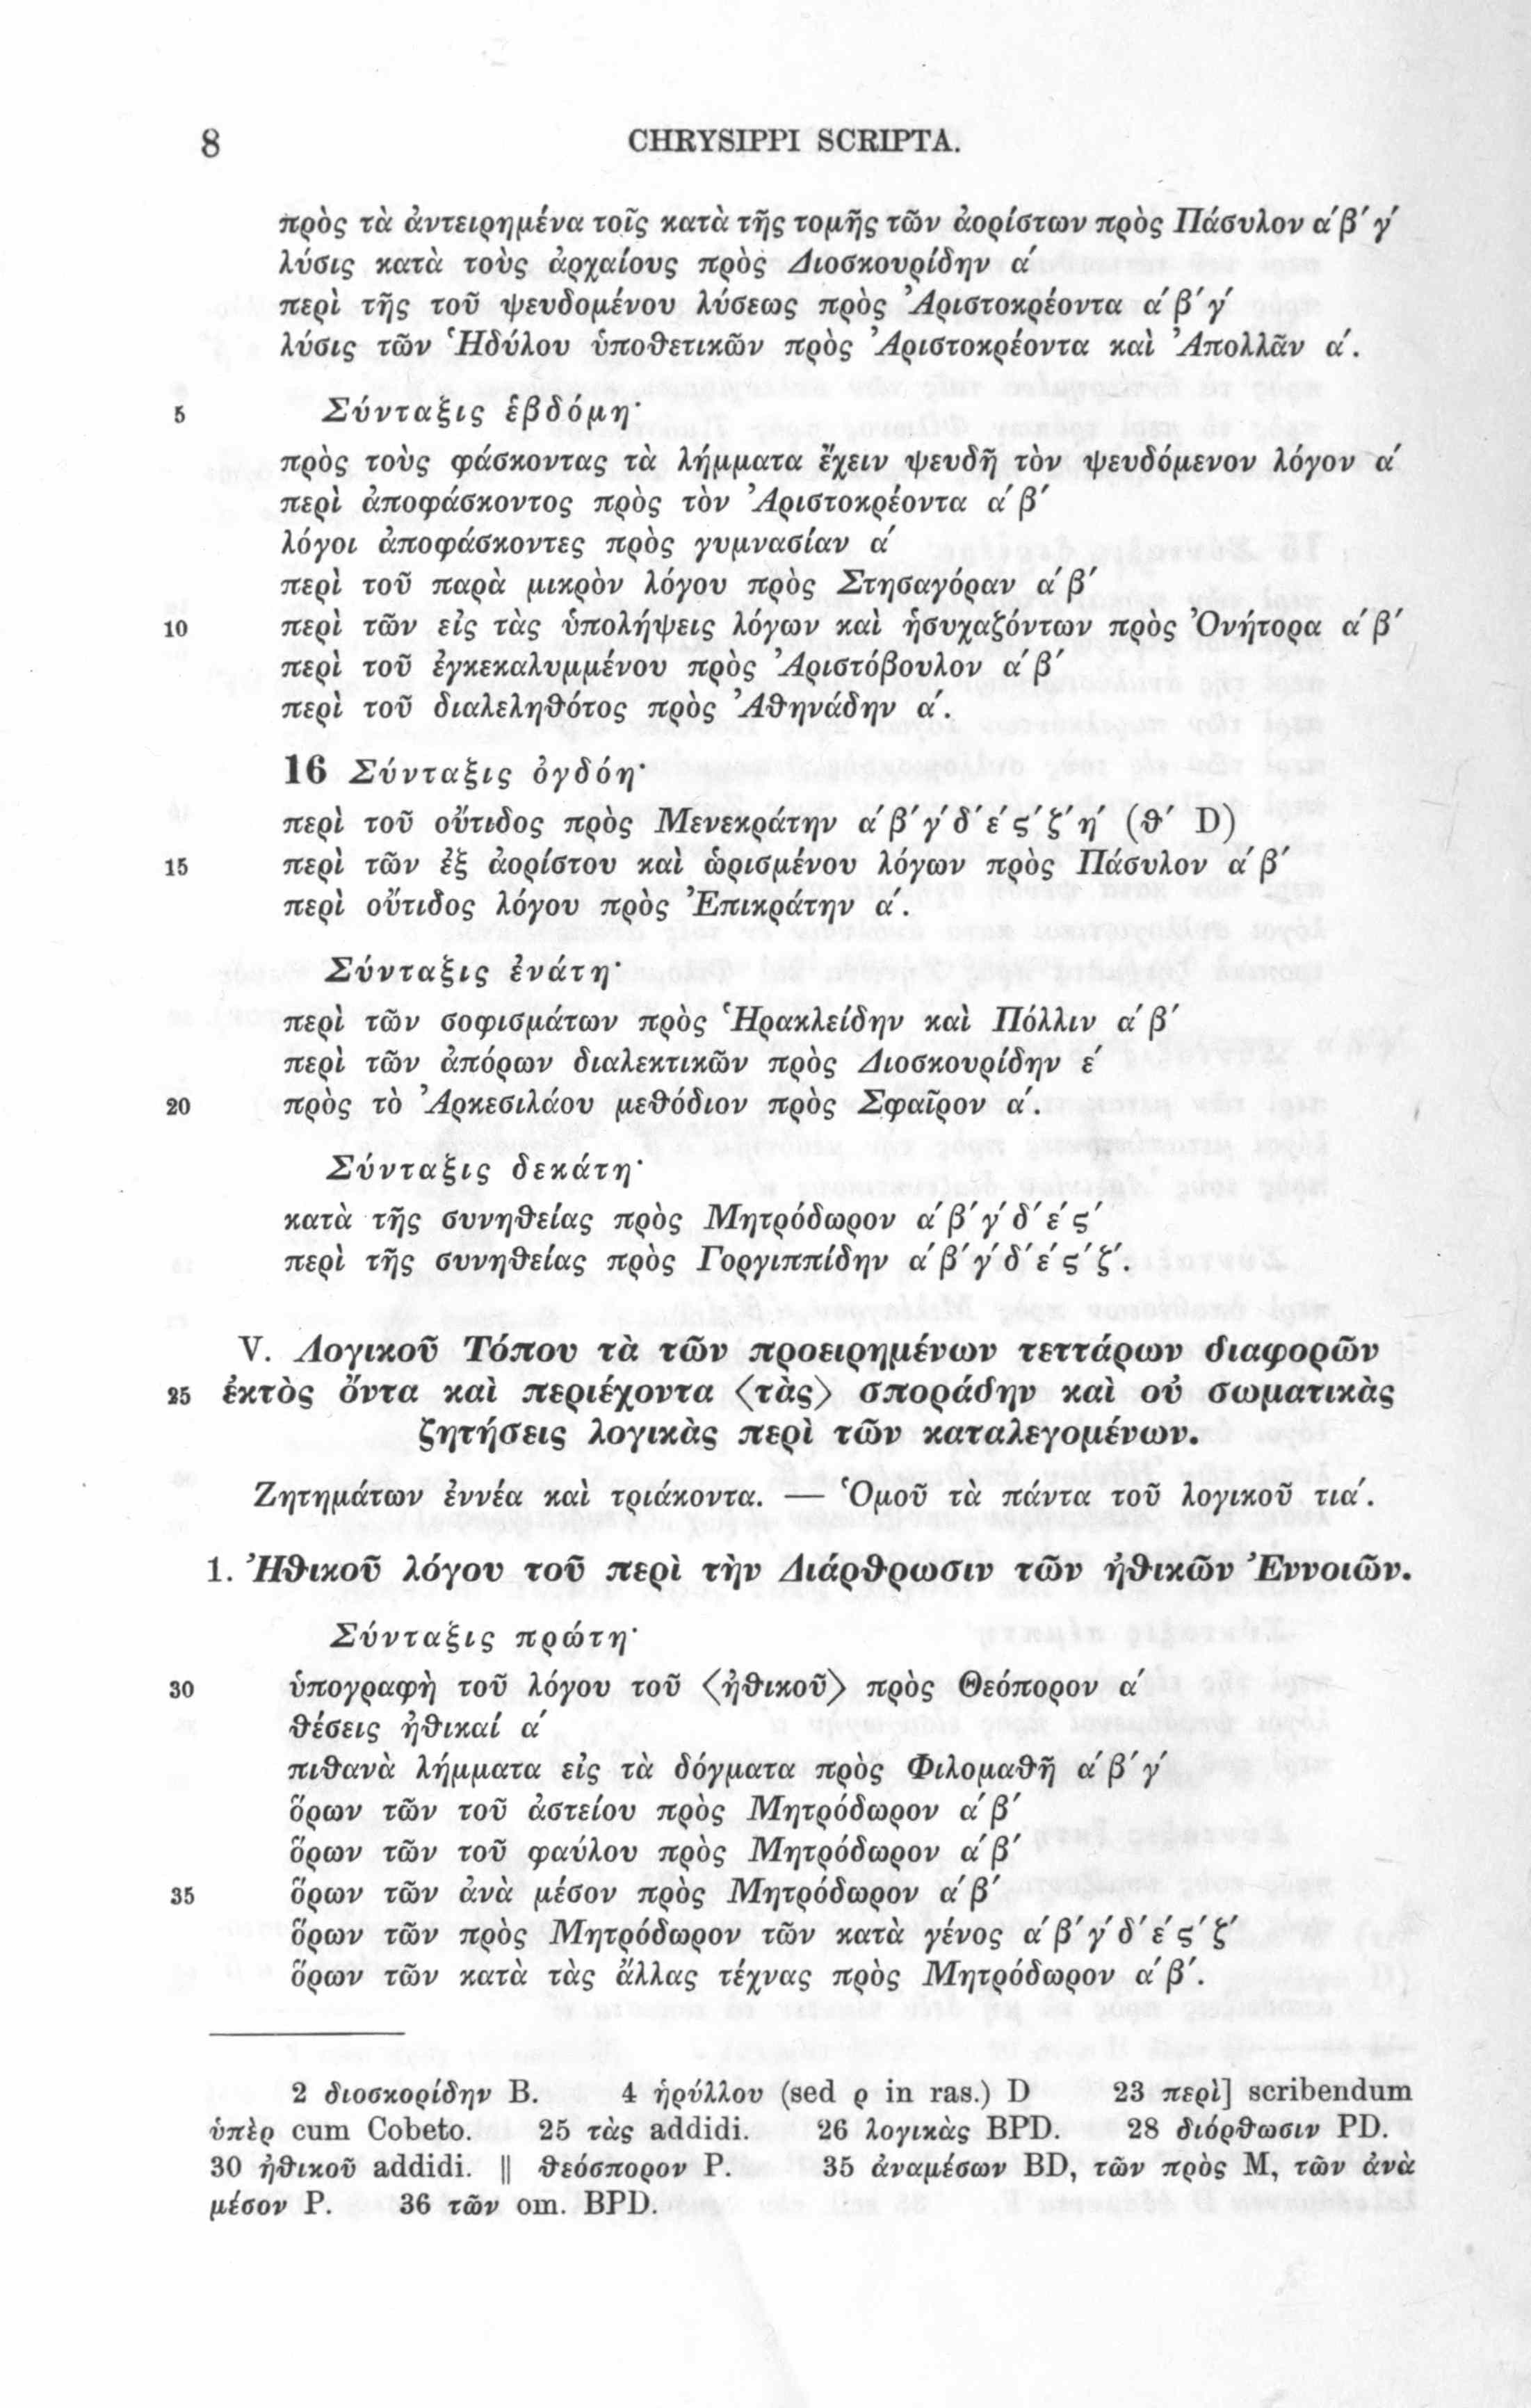 8 CHRYSIPPI SCRIPTA.
πρὸς τὰ ἀντειρημένα τοῖς κατὰ τῆς τομῆς τῶν ἀορίστων πρὸς Πάσυλον α΄ β΄ γ΄
λύσις κατὰ τοὺς ἀρχαίους πρὸς Διοσκουρίδην α΄
περὶ τῆς τοῦ ψευδομένου λύσεως πρὸς Ἀριστοκρέοντα α΄ β΄ γ΄
λύσις τῶν Ἡδύλου ὑποθετικῶν πρὸς Ἀριστοκρέοντα καὶ Ἀπολλᾶν α΄.
5 Σύνταξις ἑβδόμη·
πρὸς τοὺς φάσκοντας τὰ λήμματα ἔχειν ψευδῆ τὸν ψευδόμενον λόγον α΄
περὶ ἀποφάσκοντος πρὸς τὸν Ἀριστοκρέοντα α΄ β΄
λόγοι ἀποφάσκοντες πρὸς γυμνασίαν α΄
περὶ τοῦ παρὰ μικρὸν λόγου πρὸς Στησαγόραν α΄ β΄
10 περὶ τῶν εἰς τὰς ὑπολήψεις λόγων καὶ ἡσυχαζόντων πρὸς Ὀνήτορα α΄ β΄
περὶ τοῦ ἐγκεκαλυμμένου πρὸς Ἀριστόβουλον α΄ β΄
περὶ τοῦ διαλεληθότος πρὸς Ἀθηνάδην α΄.
16 Σύνταξις ὀγδόη·
περὶ τοῦ οὔτιδος πρὸς Μενεκράτην α΄ β΄ γ΄ δ΄ ε΄ ς΄ ζ΄ η΄ (θ΄ D)
15 περὶ τῶν ἐξ ἀορίστου καὶ ὡρισμένου λόγων πρὸς Πάσυλον α΄ β΄
περὶ οὔτιδος λόγου πρὸς Ἐπικράτην α΄.
Σύνταξις ἐνάτη·
περὶ τῶν σοφισμάτων πρὸς Ἡρακλείδην καὶ Πόλλιν α΄ β΄
περὶ τῶν ἀπόρων διαλεκτικῶν πρὸς Διοσκουρίδην ε΄
20 πρὸς τὸ Ἀρκεσιλάου μεθόδιον πρὸς Σφαῖρον α΄.
Σύνταξις δεκάτη·
κατὰ τῆς συνηθείας πρὸς Μητρόδωρον α΄ β΄ γ΄ δ΄ ε΄ ς΄
περὶ τῆς συνηθείας πρὸς Γοργιππίδην α΄ β΄ γ΄ δ΄ ε΄ ς΄ ζ΄.
V. Λογικοῦ Τόπου τὰ τῶν προειρημένων τεττάρων διαφορῶν
25 ἐκτὸς ὄντα καὶ περιέχοντα ⟨τὰς⟩ σποράδην καὶ οὐ σωματικὰς
ζητήσεις λογικὰς περὶ τῶν καταλεγομένων.
Ζητημάτων ἐννέα καὶ τριάκοντα. — Ὁμοῦ τὰ πάντα τοῦ λογικοῦ τια΄.
1. Ἠθικοῦ λόγου τοῦ περὶ τὴν Διάρθρωσιν τῶν ἠθικῶν Ἐννοιῶν.
Σύνταξις πρώτη·
30 ὑπογραφὴ τοῦ λόγου τοῦ ⟨ἠθικοῦ⟩ πρὸς Θεόπορον α΄
θέσεις ἠθικαί α΄
πιθανὰ λήμματα εἰς τὰ δόγματα πρὸς Φιλομαθῆ α΄ β΄ γ΄
ὅρων τῶν τοῦ ἀστείου πρὸς Μητρόδωρον α΄ β΄
ὅρων τῶν τοῦ φαύλου πρὸς Μητρόδωρον α΄ β΄
35 ὅρων τῶν ἀνὰ μέσον πρὸς Μητρόδωρον α΄ β΄
ὅρων τῶν πρὸς Μητρόδωρον τῶν κατὰ γένος α΄ β΄ γ΄ δ΄ ε΄ ς΄ ζ΄
ὅρων τῶν κατὰ τὰς ἄλλας τέχνας πρὸς Μητρόδωρον α΄ β΄.
2 διοσκορίδην B. 4 ἡρύλλου (sed ρ in ras.) D 23 περὶ] scribendum
ὑπὲρ cum Cobeto. 25 τὰς addidi. 26 λογικὰς BPD. 28 διόρθωσιν PD.
30 ἠθικοῦ addidi. || θεόσπορον P. 35 ἀναμέσων BD, τῶν πρὸς M, τῶν ἀνὰ
μέσον P. 36 τῶν om. BPD.